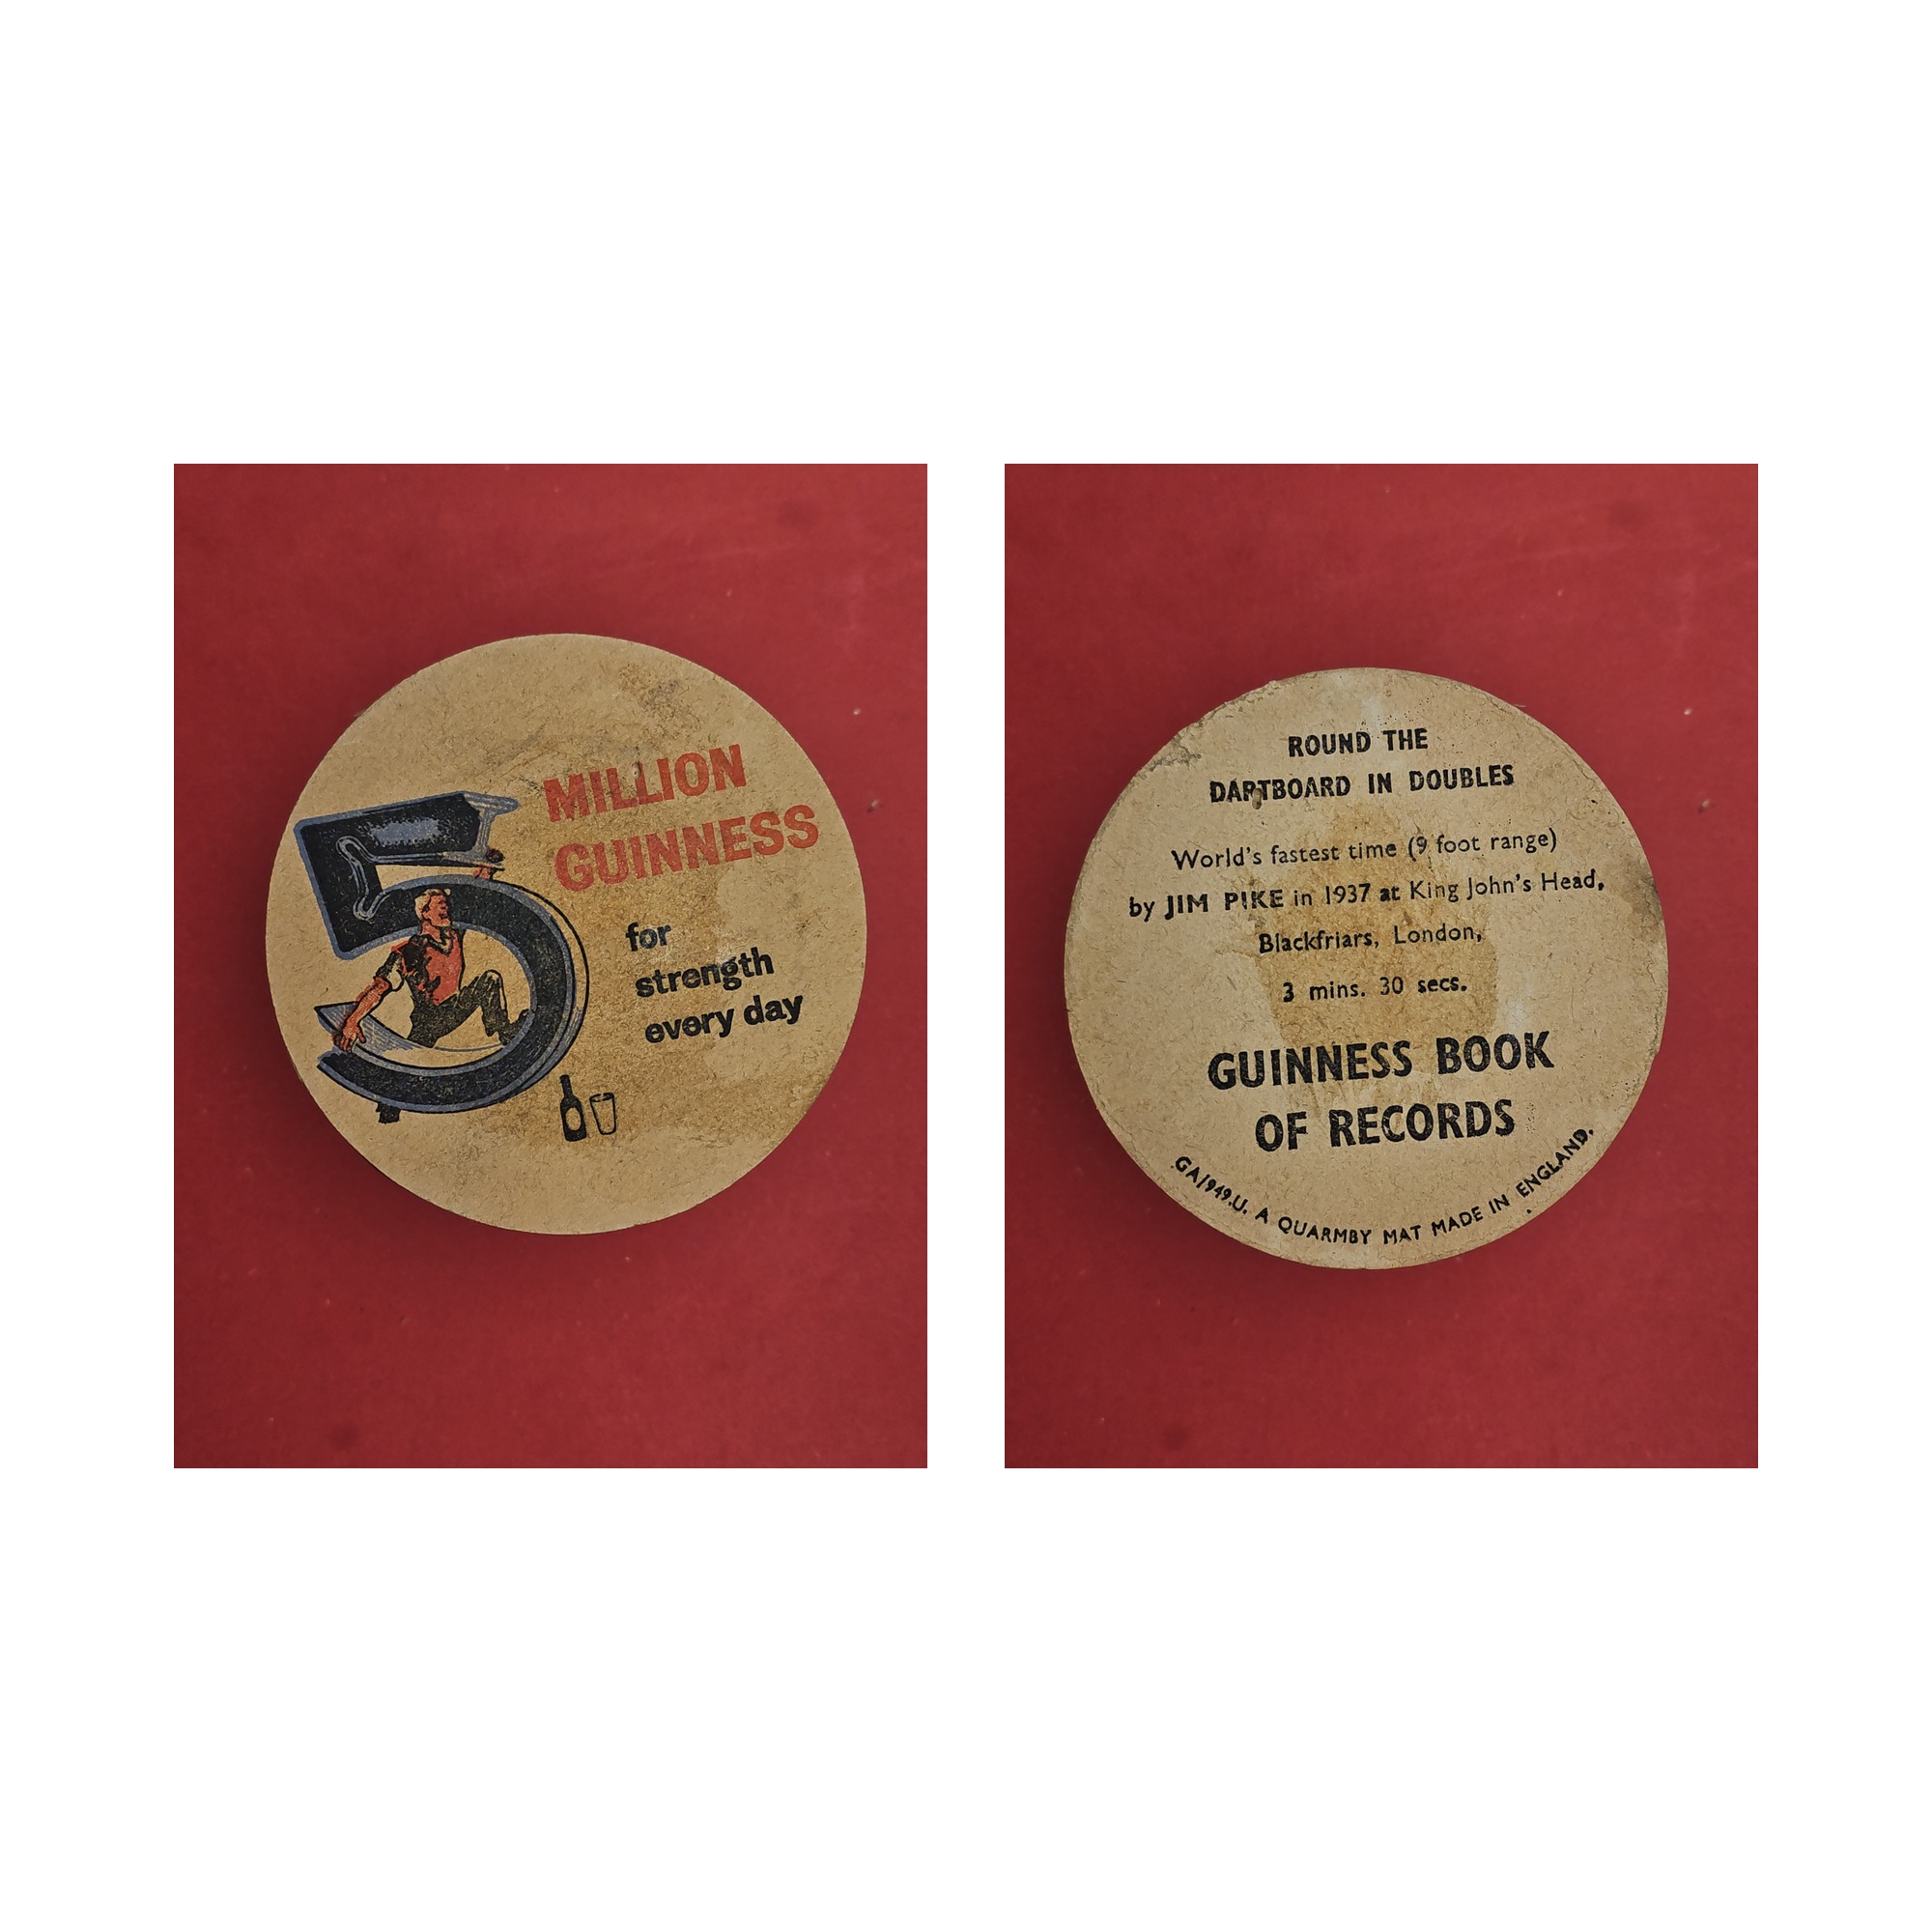 5 MILLION
GUINNESS
for
strength
every day
ROUND THE
DARTBOARD IN DOUBLES
World's fastest time (9 foot range)
by JIM PIKE in 1937 at King John's Head,
Blackfriars, London,
3 mins. 30 secs.
GUINNESS BOOK
OF RECORDS
GA/949.U. A QUARMBY MAT MADE IN ENGLAND.